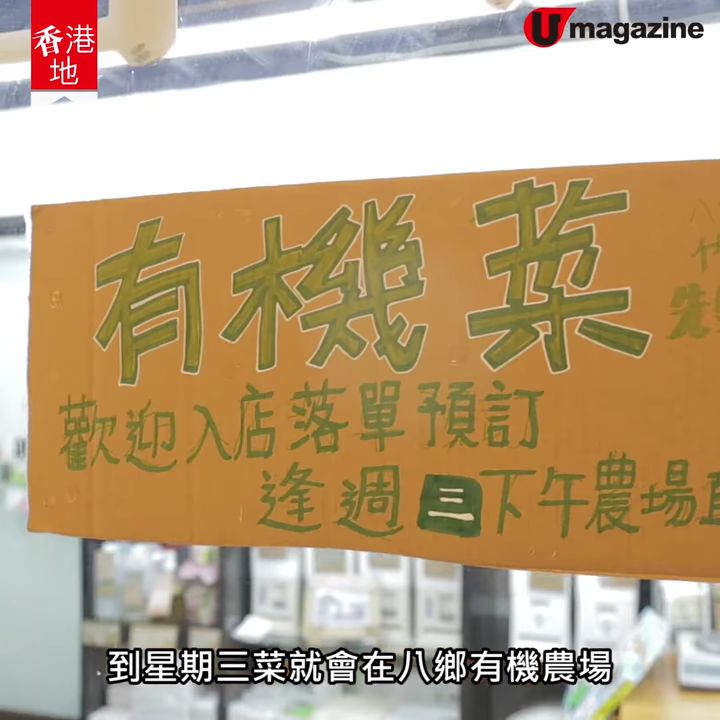 香港地
U magazine
有機菜
歡迎入店落單預訂
逢週三下午農場
到星期三菜就會在八鄉有機農場